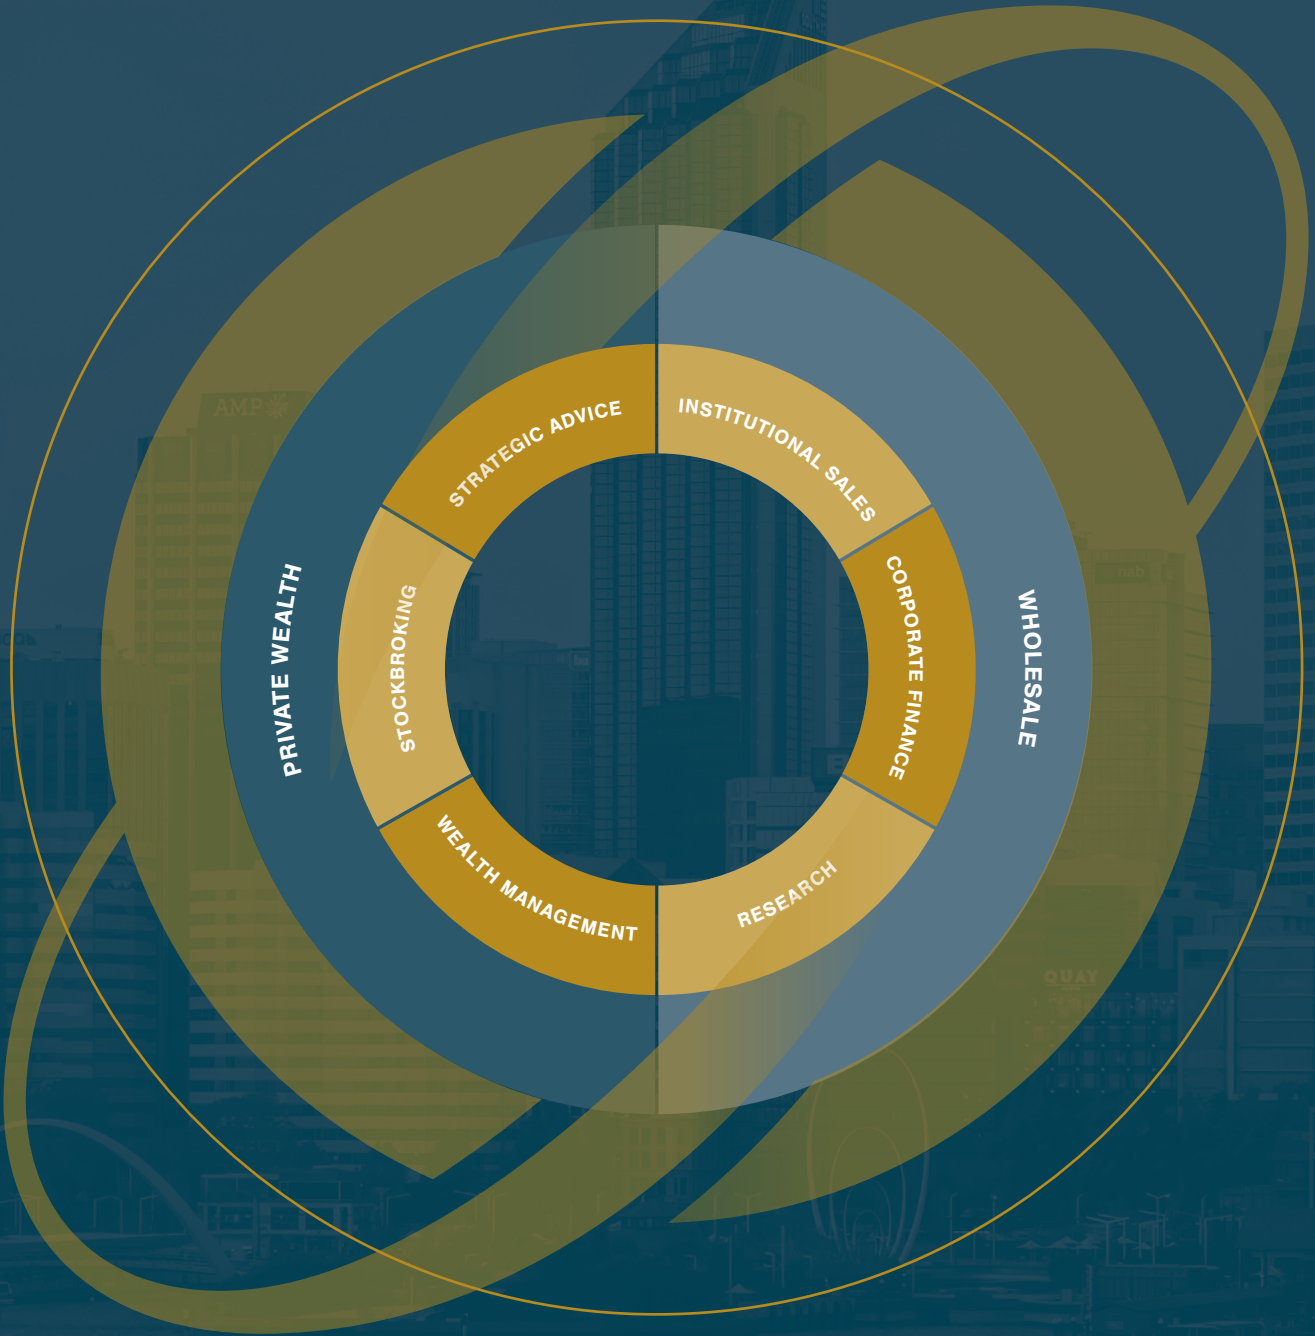 AMP
STRATEGIC ADVICE
INSTITUTIONAL SALES
PRIVATE WEALTH
STOCKBROKING
CORPORATE FINANCE
WHOLESALE
nab
WEALTH MANAGEMENT
RESEARCH
QUAY